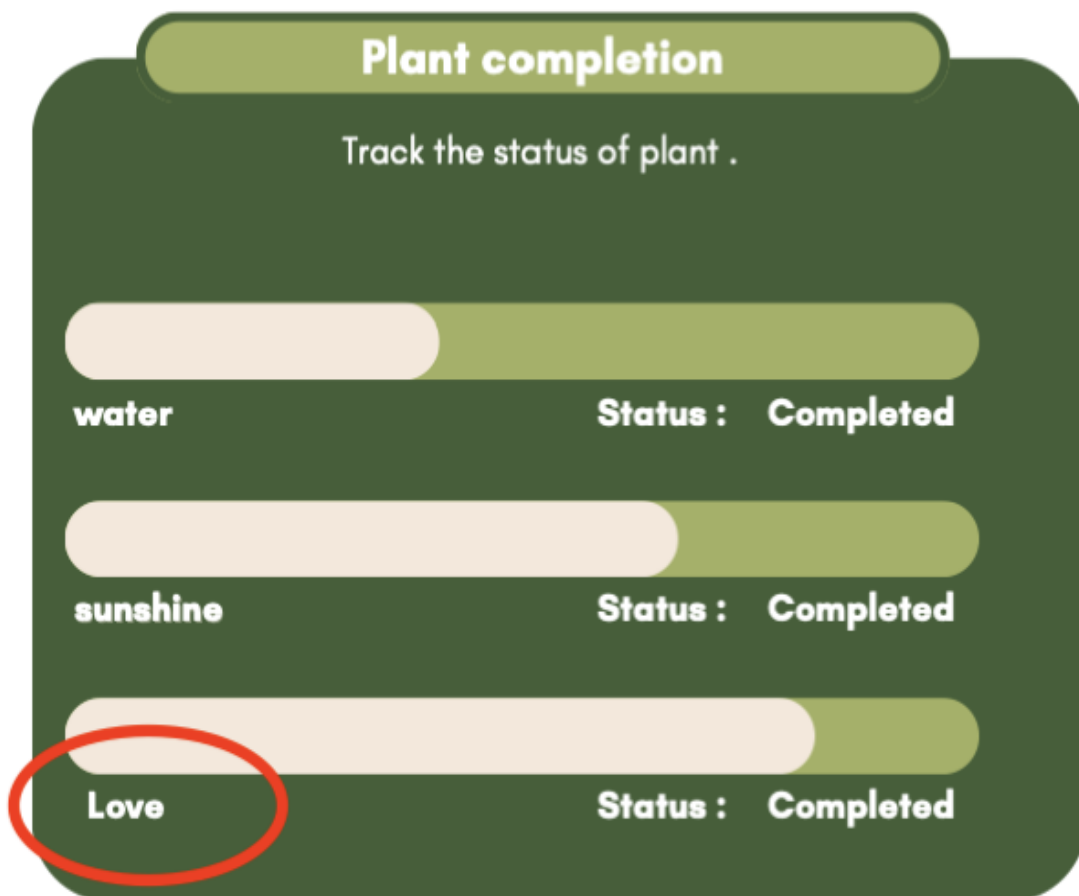 Plant completion
Track the status of plant .
water Status : Completed
sunshine Status : Completed
Love Status : Completed